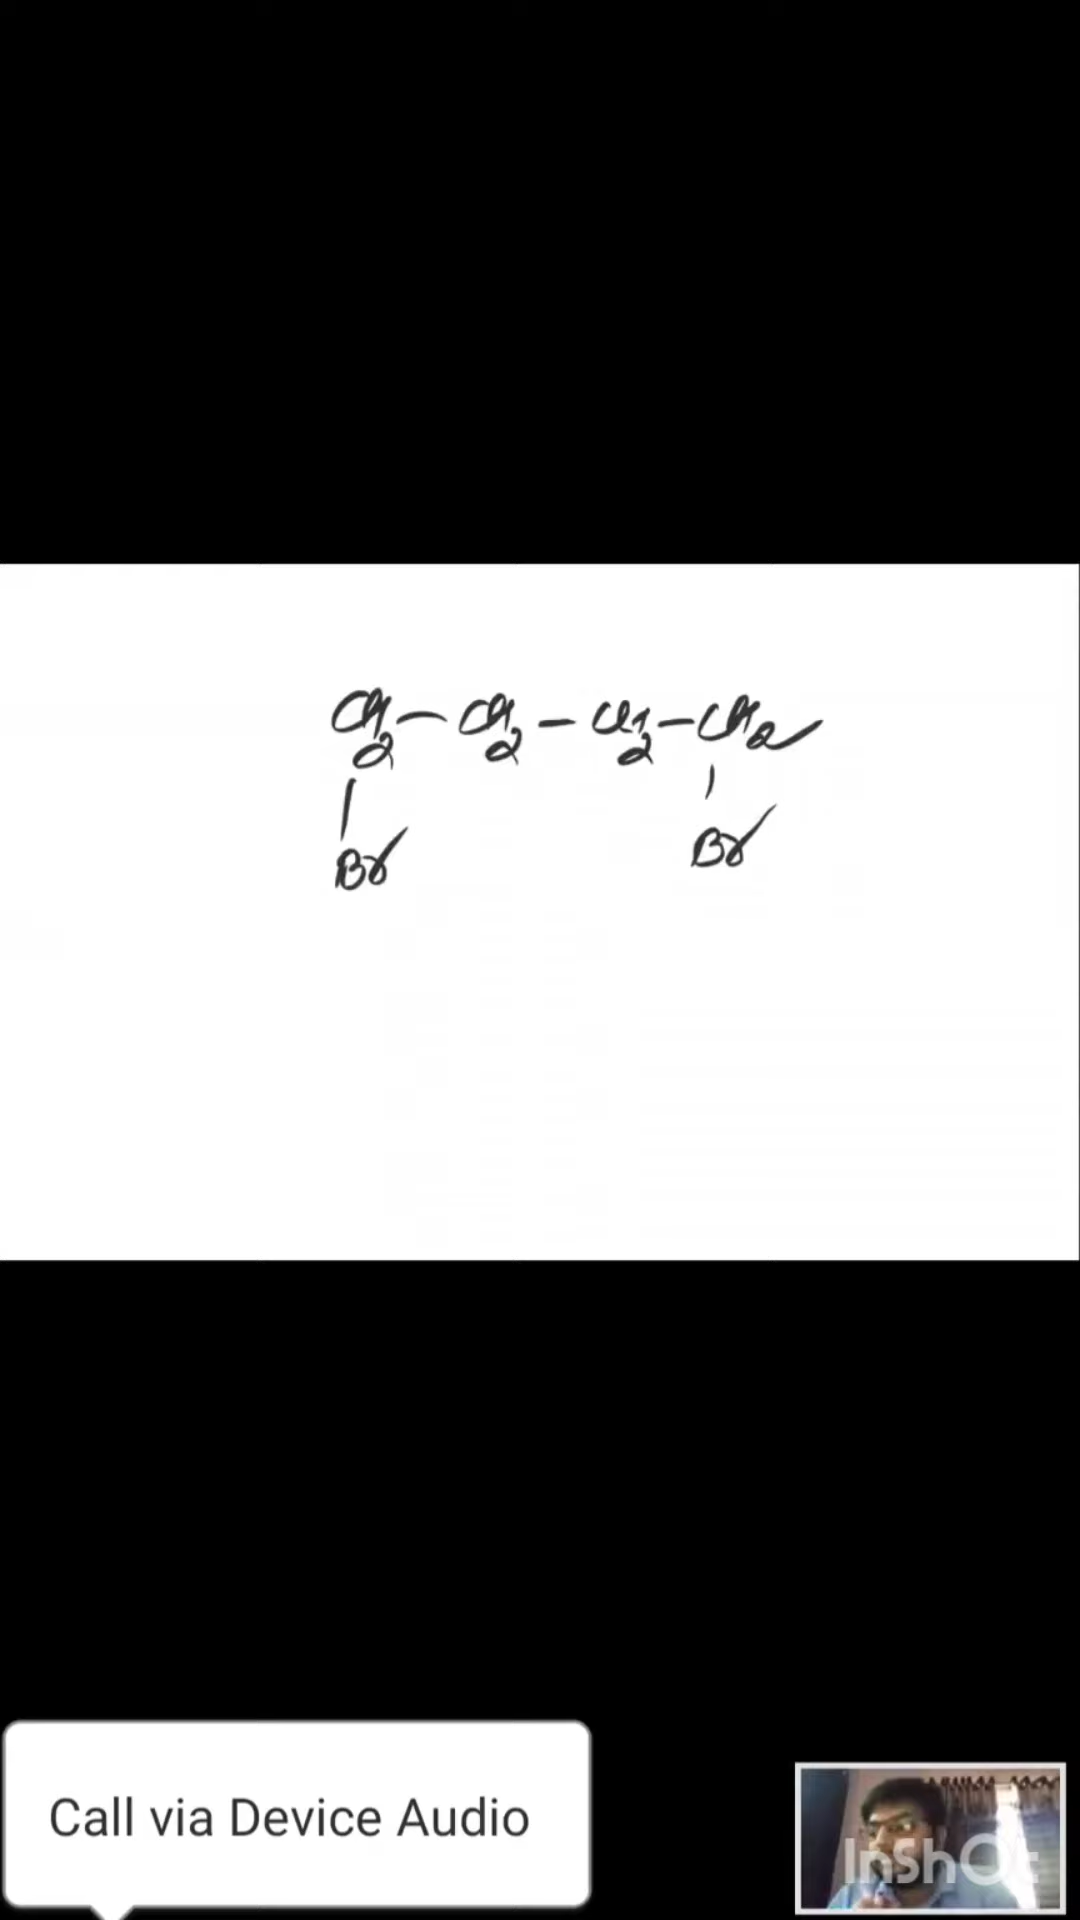 CH2 - CH2 - CH2 - CH2
| |
Br Br
Call via Device Audio
InShOt